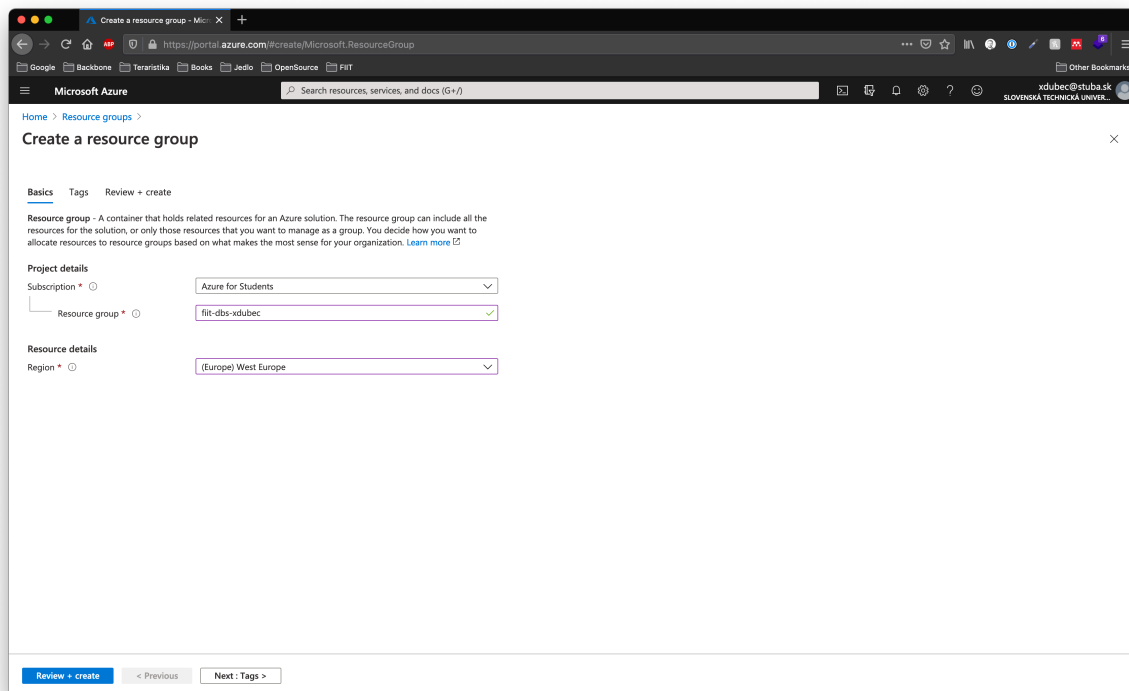 Create a resource group - Micr
ABP
https://portal.azure.com/#create/Microsoft.ResourceGroup
6
Google Backbone Teraristika Books Jedlo OpenSource FIIT Other Bookmarks
Microsoft Azure
Search resources, services, and docs (G+/)
xdubec@stuba.sk
SLOVENSKÁ TECHNICKÁ UNIVER...
Home > Resource groups >
Create a resource group
Basics Tags Review + create
Resource group - A container that holds related resources for an Azure solution. The resource group can include all the
resources for the solution, or only those resources that you want to manage as a group. You decide how you want to
allocate resources to resource groups based on what makes the most sense for your organization. Learn more
Project details
Subscription * Azure for Students
Resource group * fiit-dbs-xdubec
Resource details
Region * (Europe) West Europe
Review + create < Previous Next : Tags >